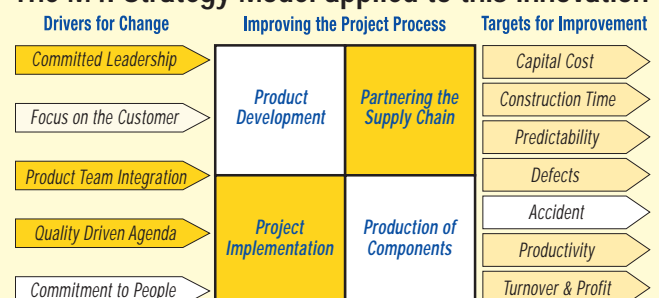 Drivers for Change
Improving the Project Process
Targets for Improvement
Committed Leadership
Focus on the Customer
Product Team Integration
Quality Driven Agenda
Commitment to People
Product
Development
Partnering the
Supply Chain
Project
Implementation
Production of
Components
Capital Cost
Construction Time
Predictability
Defects
Accident
Productivity
Turnover & Profit